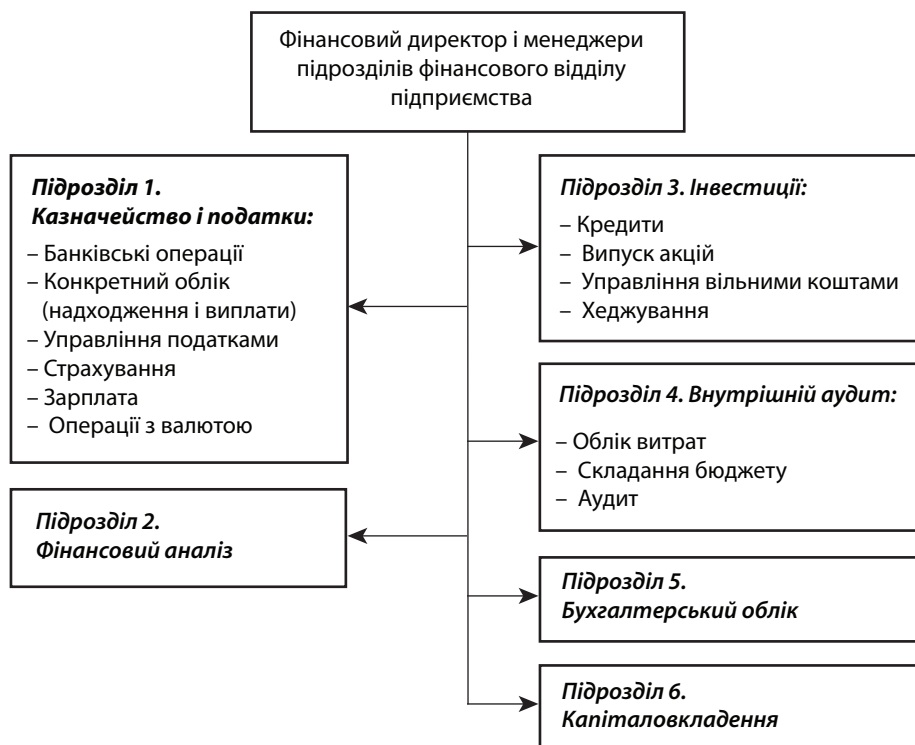 Фінансовий директор і менеджери
підрозділів фінансового відділу
підприємства
Підрозділ 1.
Казначейство і податки:
– Банківські операції
– Конкретний облік
(надходження і виплати)
– Управління податками
– Страхування
– Зарплата
– Операції з валютою
Підрозділ 2.
Фінансовий аналіз
Підрозділ 3. Інвестиції:
– Кредити
– Випуск акцій
– Управління вільними коштами
– Хеджування
Підрозділ 4. Внутрішній аудит:
– Облік витрат
– Складання бюджету
– Аудит
Підрозділ 5.
Бухгалтерський облік
Підрозділ 6.
Капіталовкладення